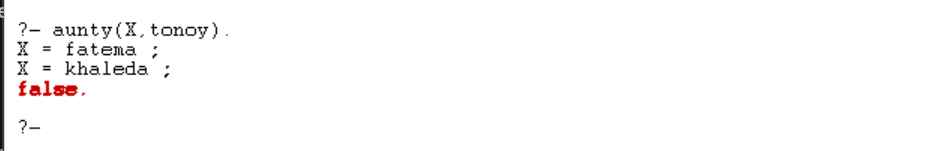 ?- aunty(X,tonoy).
X = fatema ;
X = khaleda ;
false.
?-